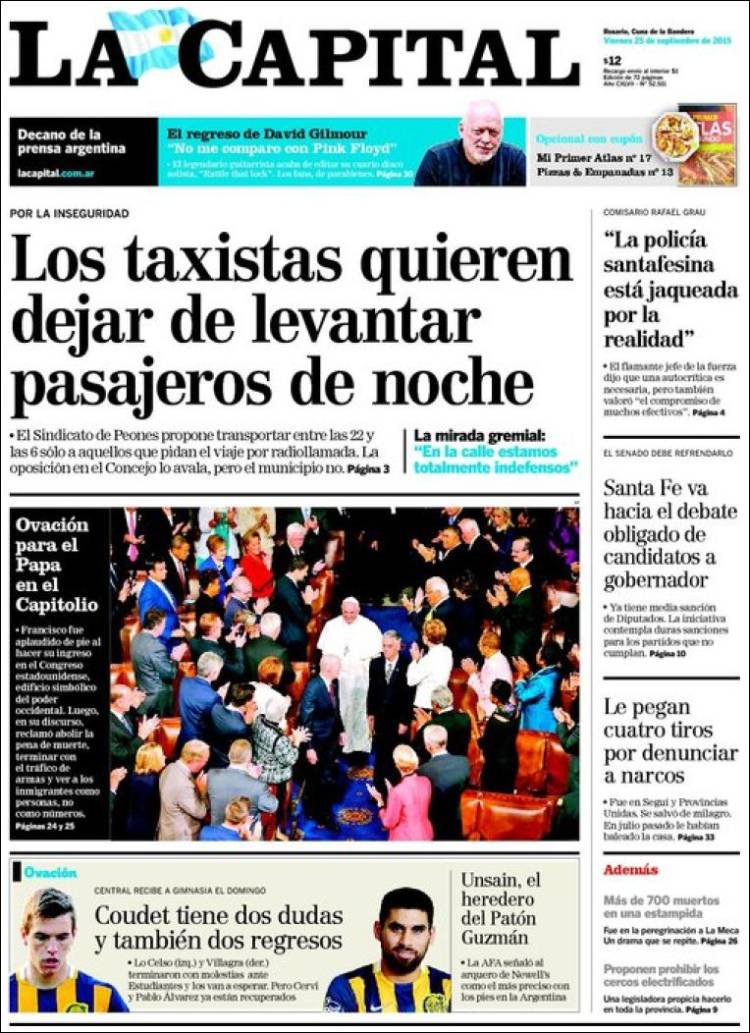 LA CAPITAL
Rosario, Cuna de la Bandera
Viernes 25 de septiembre de 2015
$12
Recargo envío al interior $2
Edición de 72 páginas
Decano de la
prensa argentina
lacapital.com.ar
El regreso de David Gilmour
"No me comparo con Pink Floyd"
• El legendario guitarrista acaba de editar su cuarto disco
solista, "Rattle that lock". Los fans, de parabienes. Página 30
Opcional con cupón
Mi Primer Atlas nº 17
Pizzas & Empanadas nº 13
POR LA INSEGURIDAD
Los taxistas quieren
dejar de levantar
pasajeros de noche
• El Sindicato de Peones propone transportar entre las 22 y
las 6 sólo a aquellos que pidan el viaje por radiollamada. La
oposición en el Concejo lo avala, pero el municipio no. Página 3
La mirada gremial:
"En la calle estamos
totalmente indefensos"
Ovación
para el
Papa
en el
Capitolio
• Francisco fue
aplaudido de pie al
hacer su ingreso
en el Congreso
estadounidense,
edificio simbólico
del poder
occidental. Luego,
en su discurso,
reclamó abolir la
pena de muerte,
terminar con
el tráfico de
armas y ver a los
inmigrantes como
personas, no
como números.
Páginas 24 y 25
COMISARIO RAFAEL GRAU
"La policía
santafesina
está jaqueada
por la
realidad"
• El flamante jefe de la fuerza
dijo que una autocrítica es
necesaria, pero también
valoró "el compromiso de
muchos efectivos". Página 4
EL SENADO DEBE REFRENDARLO
Santa Fe va
hacia el debate
obligado de
candidatos a
gobernador
• Ya tiene media sanción
de Diputados. La iniciativa
contempla duras sanciones
para los partidos que no
cumplan. Página 10
Le pegan
cuatro tiros
por denunciar
a narcos
• Fue en Seguí y Provincias
Unidas. Se salvó de milagro.
En julio pasado le habían
baleado la casa. Página 33
Además
Más de 700 muertos
en una estampida
Fue en la peregrinación a La Meca
Un drama que se repite. Página 26
Proponen prohibir los
cercos electrificados
Una legisladora propicia hacerlo
en toda la provincia. Página 9
Ovación
CENTRAL RECIBE A GIMNASIA EL DOMINGO
Coudet tiene dos dudas
y también dos regresos
• Lo Celso (izq.) y Villagra (der.)
terminaron con molestias ante
Estudiantes y los van a esperar. Pero Cervi
y Pablo Álvarez ya están recuperados
Unsain, el
heredero
del Patón
Guzmán
• La AFA señaló al
arquero de Newell's
como el más preciso con
los pies en la Argentina